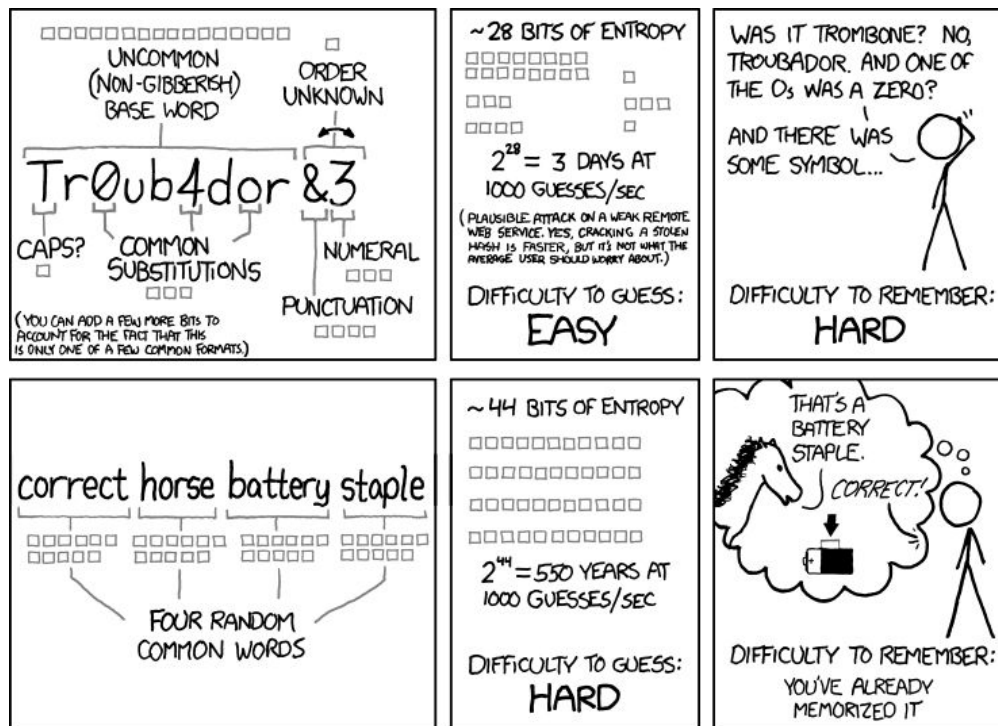 UNCOMMON
(NON-GIBBERISH)
BASE WORD
ORDER
UNKNOWN
Tr0ub4dor &3
CAPS?
COMMON
SUBSTITUTIONS
NUMERAL
PUNCTUATION
(YOU CAN ADD A FEW MORE BITS TO
ACCOUNT FOR THE FACT THAT THIS
IS ONLY ONE OF A FEW COMMON FORMATS.)
~28 BITS OF ENTROPY
2^28 = 3 DAYS AT
1000 GUESSES/SEC
(PLAUSIBLE ATTACK ON A WEAK REMOTE
WEB SERVICE. YES, CRACKING A STOLEN
HASH IS FASTER, BUT IT'S NOT WHAT THE
AVERAGE USER SHOULD WORRY ABOUT.)
DIFFICULTY TO GUESS:
EASY
WAS IT TROMBONE? NO,
TROUBADOR. AND ONE OF
THE Os WAS A ZERO?
AND THERE WAS
SOME SYMBOL...
DIFFICULTY TO REMEMBER:
HARD
correct horse battery staple
FOUR RANDOM
COMMON WORDS
~44 BITS OF ENTROPY
2^44 = 550 YEARS AT
1000 GUESSES/SEC
DIFFICULTY TO GUESS:
HARD
THAT'S A
BATTERY
STAPLE.
CORRECT!
+
DIFFICULTY TO REMEMBER:
YOU'VE ALREADY
MEMORIZED IT